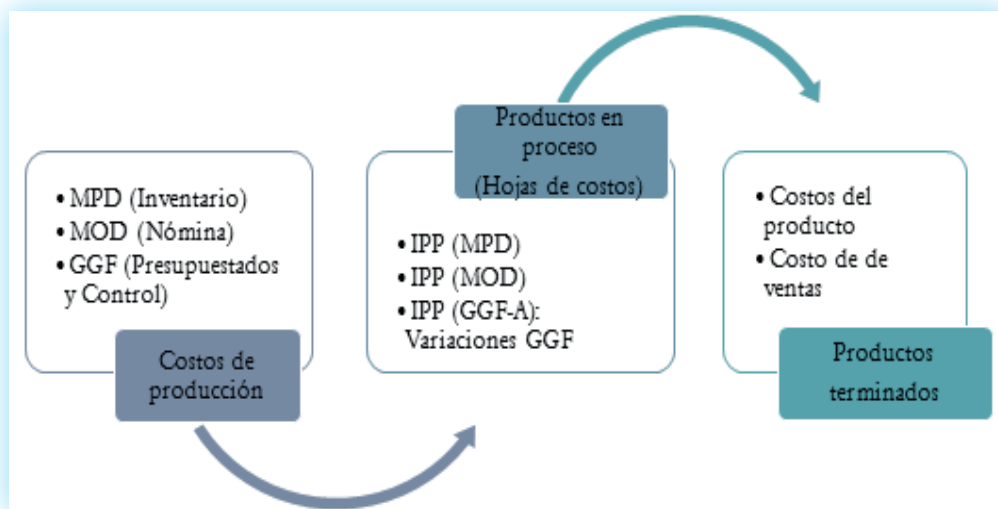 • MPD (Inventario)
• MOD (Nómina)
• GGF (Presupuestados
y Control)
Costos de
producción
Productos en
proceso
(Hojas de costos)
• IPP (MPD)
• IPP (MOD)
• IPP (GGF-A):
Variaciones GGF
• Costos del
producto
• Costo de de
ventas
Productos
terminados